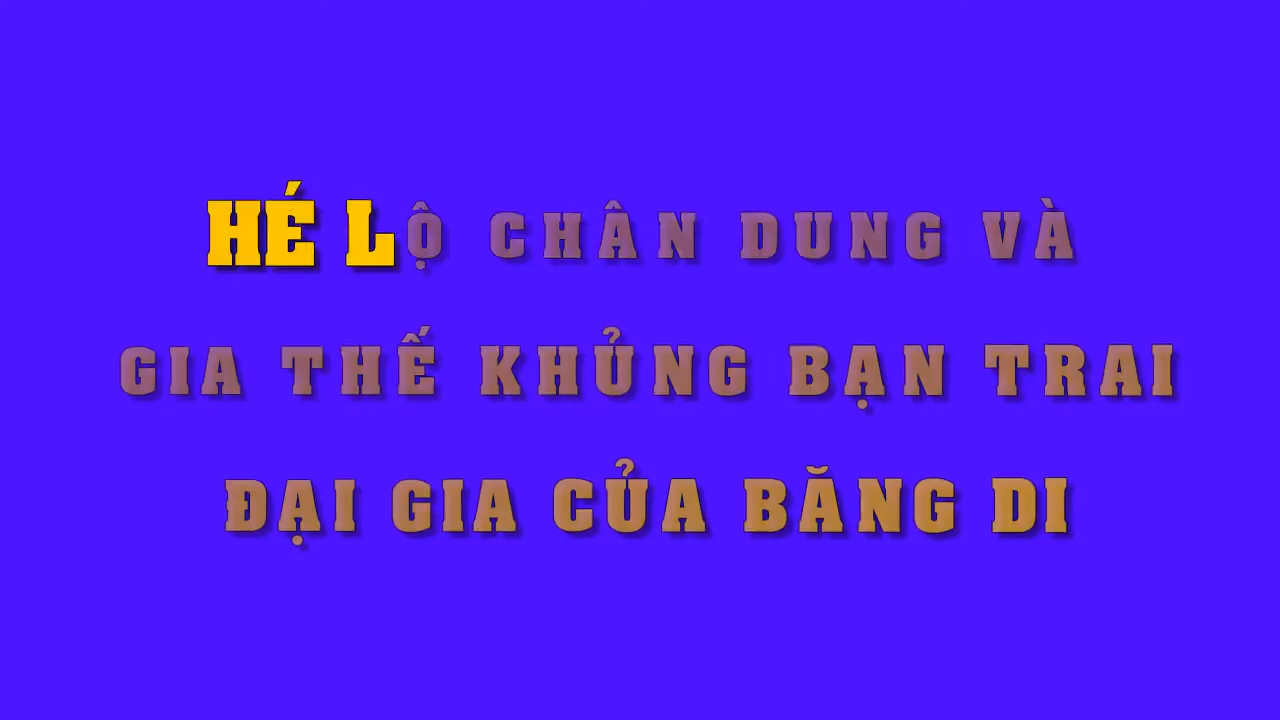 HÉ LỘ CHÂN DUNG VÀ
GIA THẾ KHỦNG BẠN TRAI
ĐẠI GIA CỦA BĂNG DI